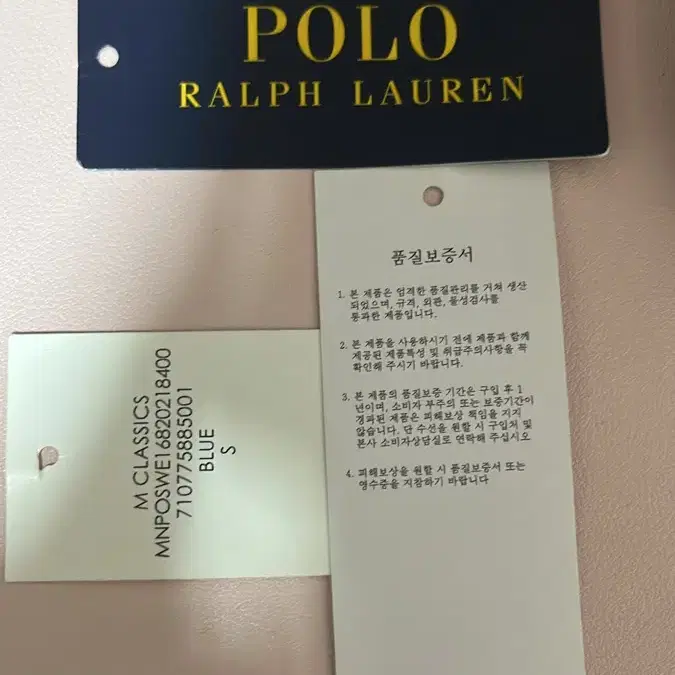 POLO
RALPH LAUREN
품질보증서
1. 본 제품은 엄격한 품질관리를 거쳐 생산
되었으며, 규격, 외관, 물성검사를
통과한 제품입니다.
2. 본 제품을 사용하시기 전에 제품과 함께
제공된 제품특성 및 취급주의사항을 꼭
확인해 주시기 바랍니다.
3. 본 제품의 품질보증 기간은 구입 후 1
년이며, 소비자 부주의 또는 보증기간이
경과된 제품은 피해보상 책임을 지지
않습니다. 단 수선을 원할 시 구입처 및
본사 소비자상담실로 연락해 주십시오
4. 피해보상을 원할 시 품질보증서 또는
영수증을 지참하기 바랍니다
M CLASSICS
MNPOSWE16820218400
710775885001
BLUE
S